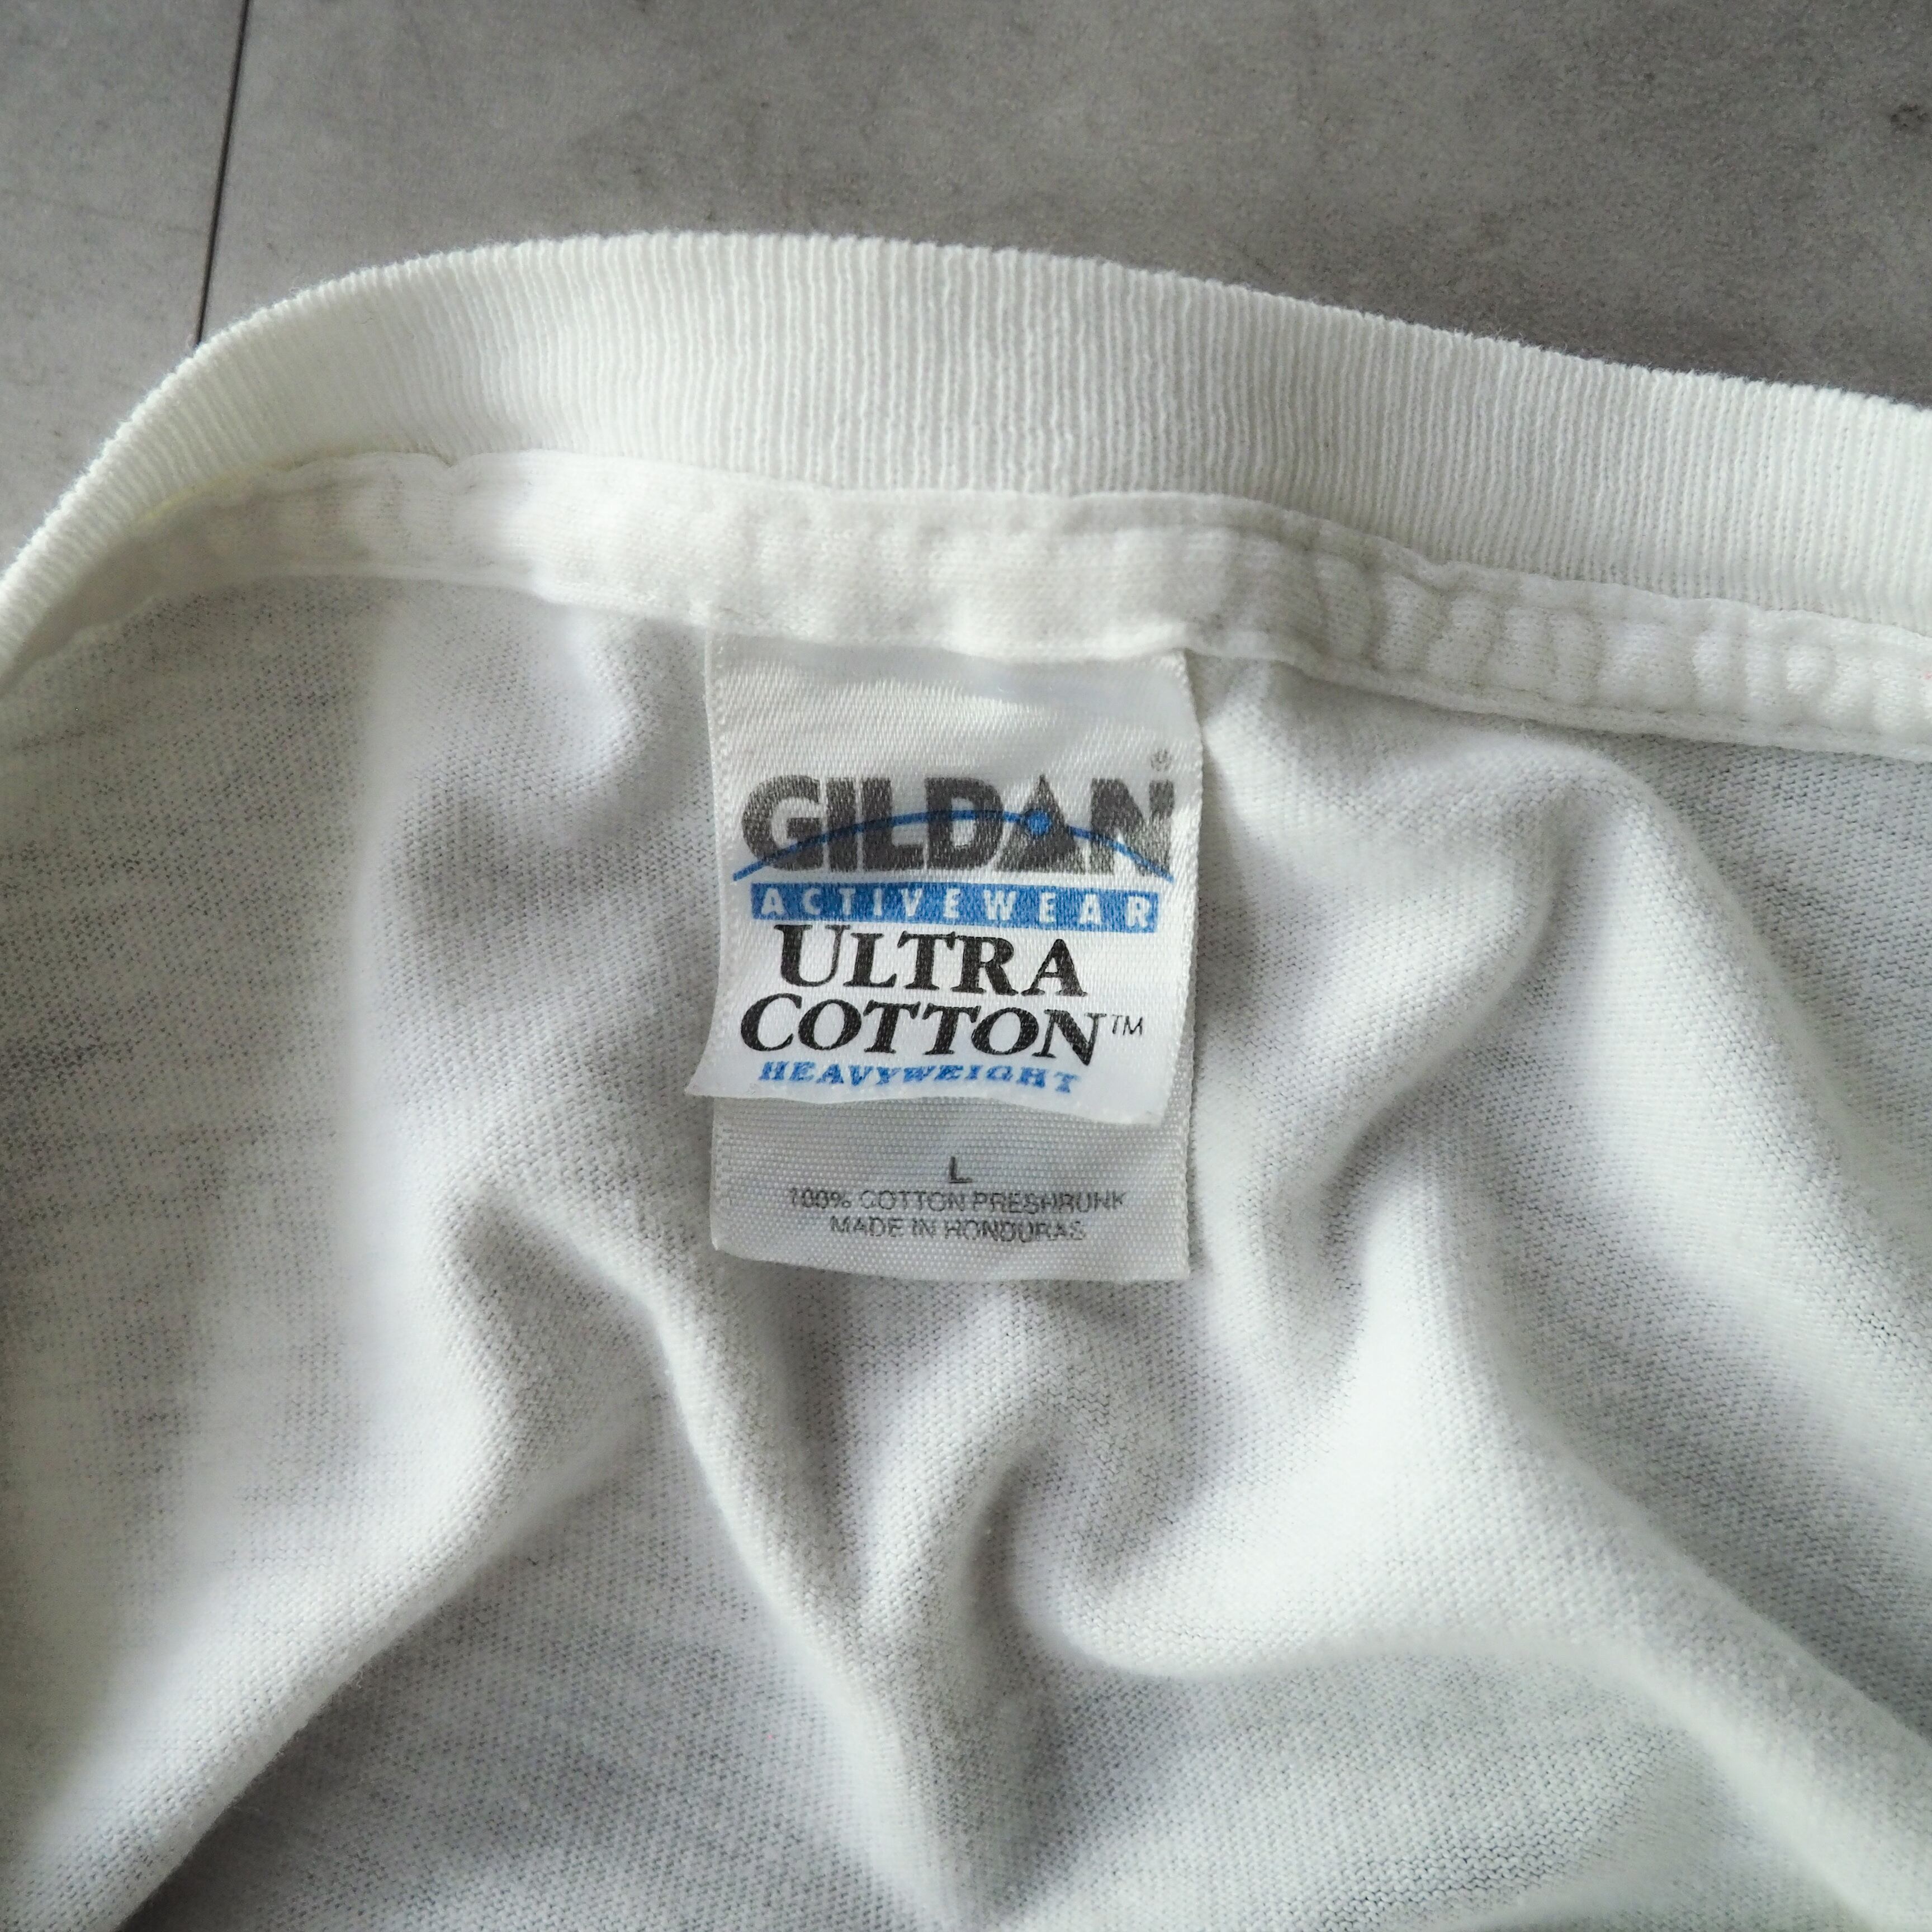 GILDAN®
ACTIVEWEAR
ULTRA
COTTON™
HEAVYWEIGHT
L
100% COTTON PRESHRUNK
MADE IN HONDURAS